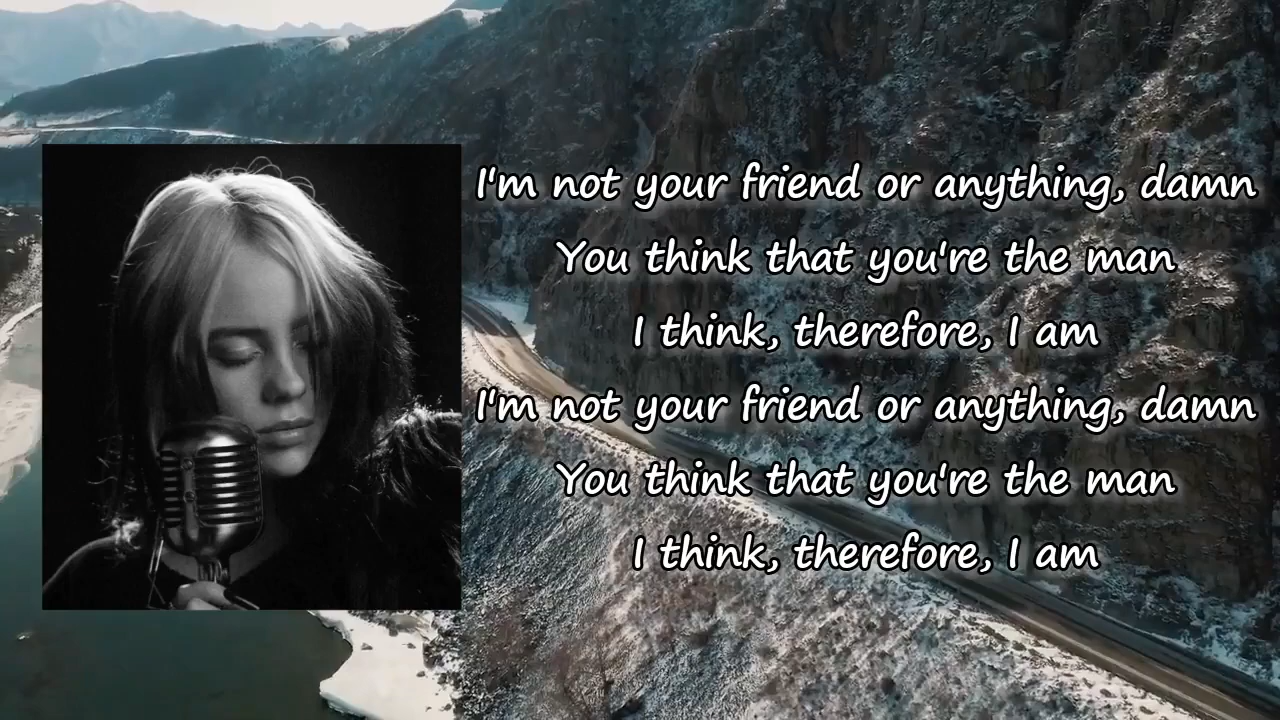 I'm not your friend or anything, damn
You think that you're the man
I think, therefore, I am
I'm not your friend or anything, damn
You think that you're the man
I think, therefore, I am